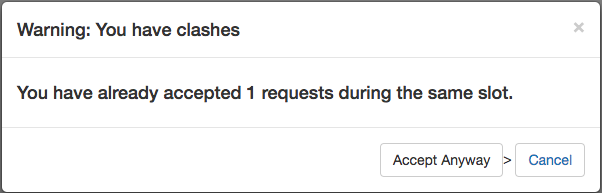 Warning: You have clashes ×
You have already accepted 1 requests during the same slot.
Accept Anyway > Cancel